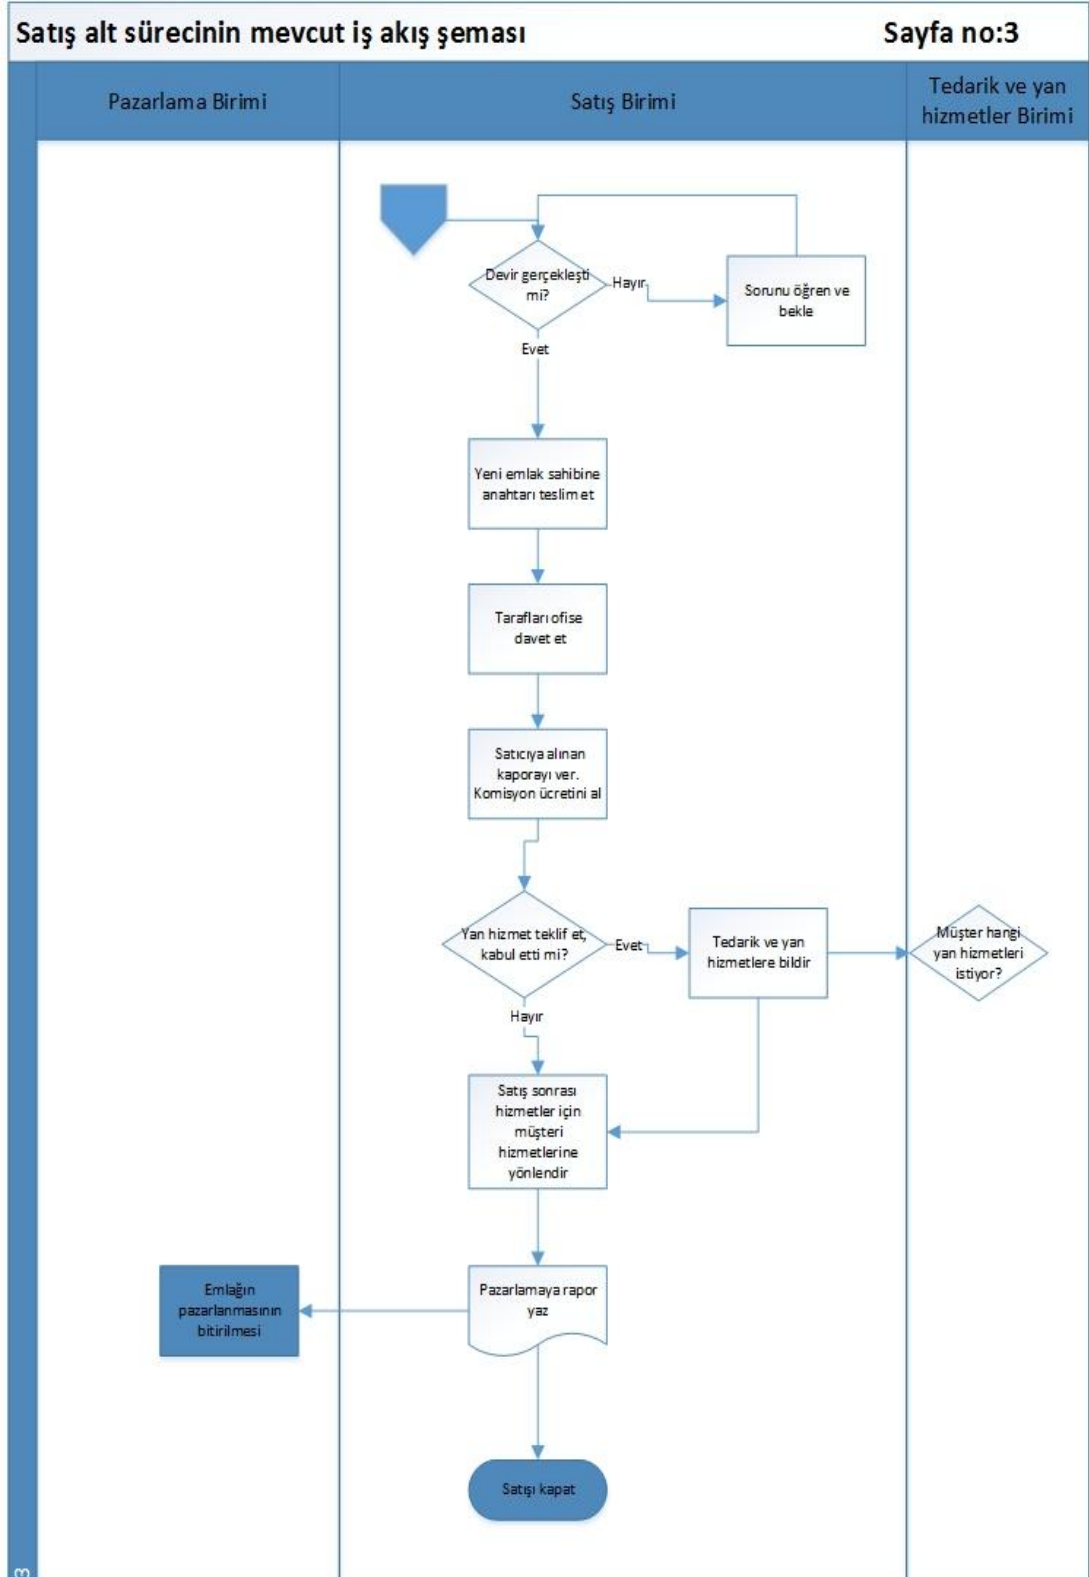 Satış alt sürecinin mevcut iş akış şeması
Sayfa no:3
Pazarlama Birimi
Satış Birimi
Tedarik ve yan
hizmetler Birimi
Devir gerçekleşti
mi?
Hayır
Sorunu öğren ve
bekle
Evet
Yeni emlak sahibine
anahtarı teslim et
Tarafları ofise
davet et
Satıcıya alınan
kaporayı ver.
Komisyon ücretini al
Yan hizmet teklif et,
kabul etti mi?
Evet
Tedarik ve yan
hizmetlere bildir
Müşter hangi
yan hizmetleri
istiyor?
Hayır
Satış sonrası
hizmetler için
müşteri
hizmetlerine
yönlendir
Emlağın
pazarlanmasının
bitirilmesi
Pazarlamaya rapor
yaz
Satışı kapat
3